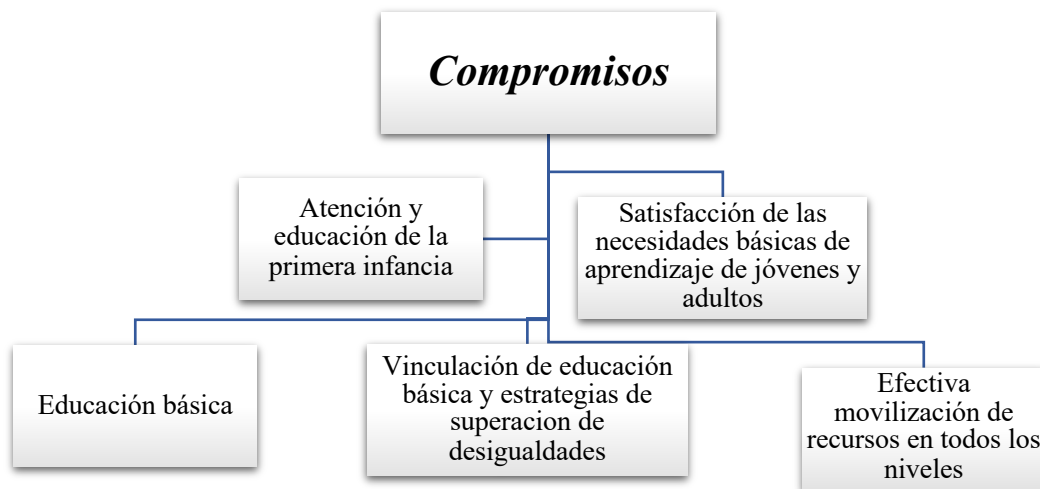 Compromisos
Atención y
educación de la
primera infancia
Satisfacción de las
necesidades básicas de
aprendizaje de jóvenes y
adultos
Educación básica
Vinculación de educación
básica y estrategias de
superacion de
desigualdades
Efectiva
movilización de
recursos en todos los
niveles